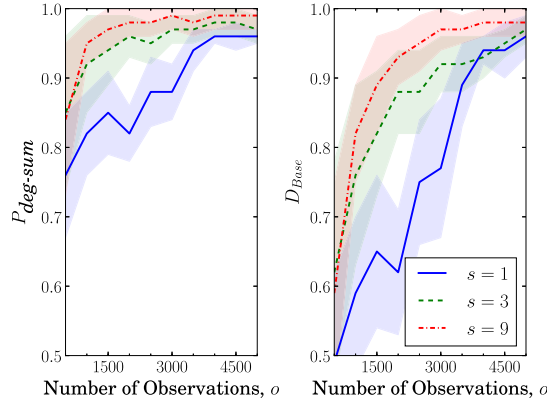 1.0
0.9
0.8
0.7
0.6
0.5
P_deg-sum
1500 3000 4500
Number of Observations, o
1.0
0.9
0.8
0.7
0.6
0.5
D_Base
s = 1
s = 3
s = 9
1500 3000 4500
Number of Observations, o